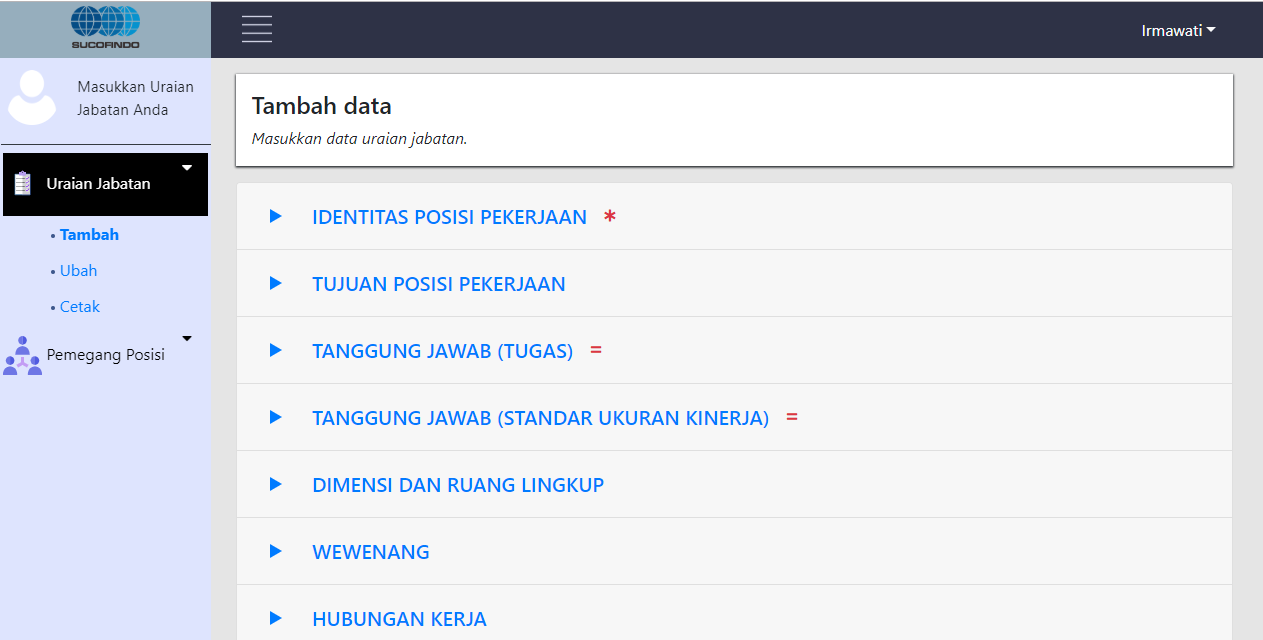 SUCOFINDO
Irmawati
Masukkan Uraian
Jabatan Anda
Uraian Jabatan
• Tambah
• Ubah
• Cetak
Pemegang Posisi
Tambah data
Masukkan data uraian jabatan.
IDENTITAS POSISI PEKERJAAN *
TUJUAN POSISI PEKERJAAN
TANGGUNG JAWAB (TUGAS) =
TANGGUNG JAWAB (STANDAR UKURAN KINERJA) =
DIMENSI DAN RUANG LINGKUP
WEWENANG
HUBUNGAN KERJA